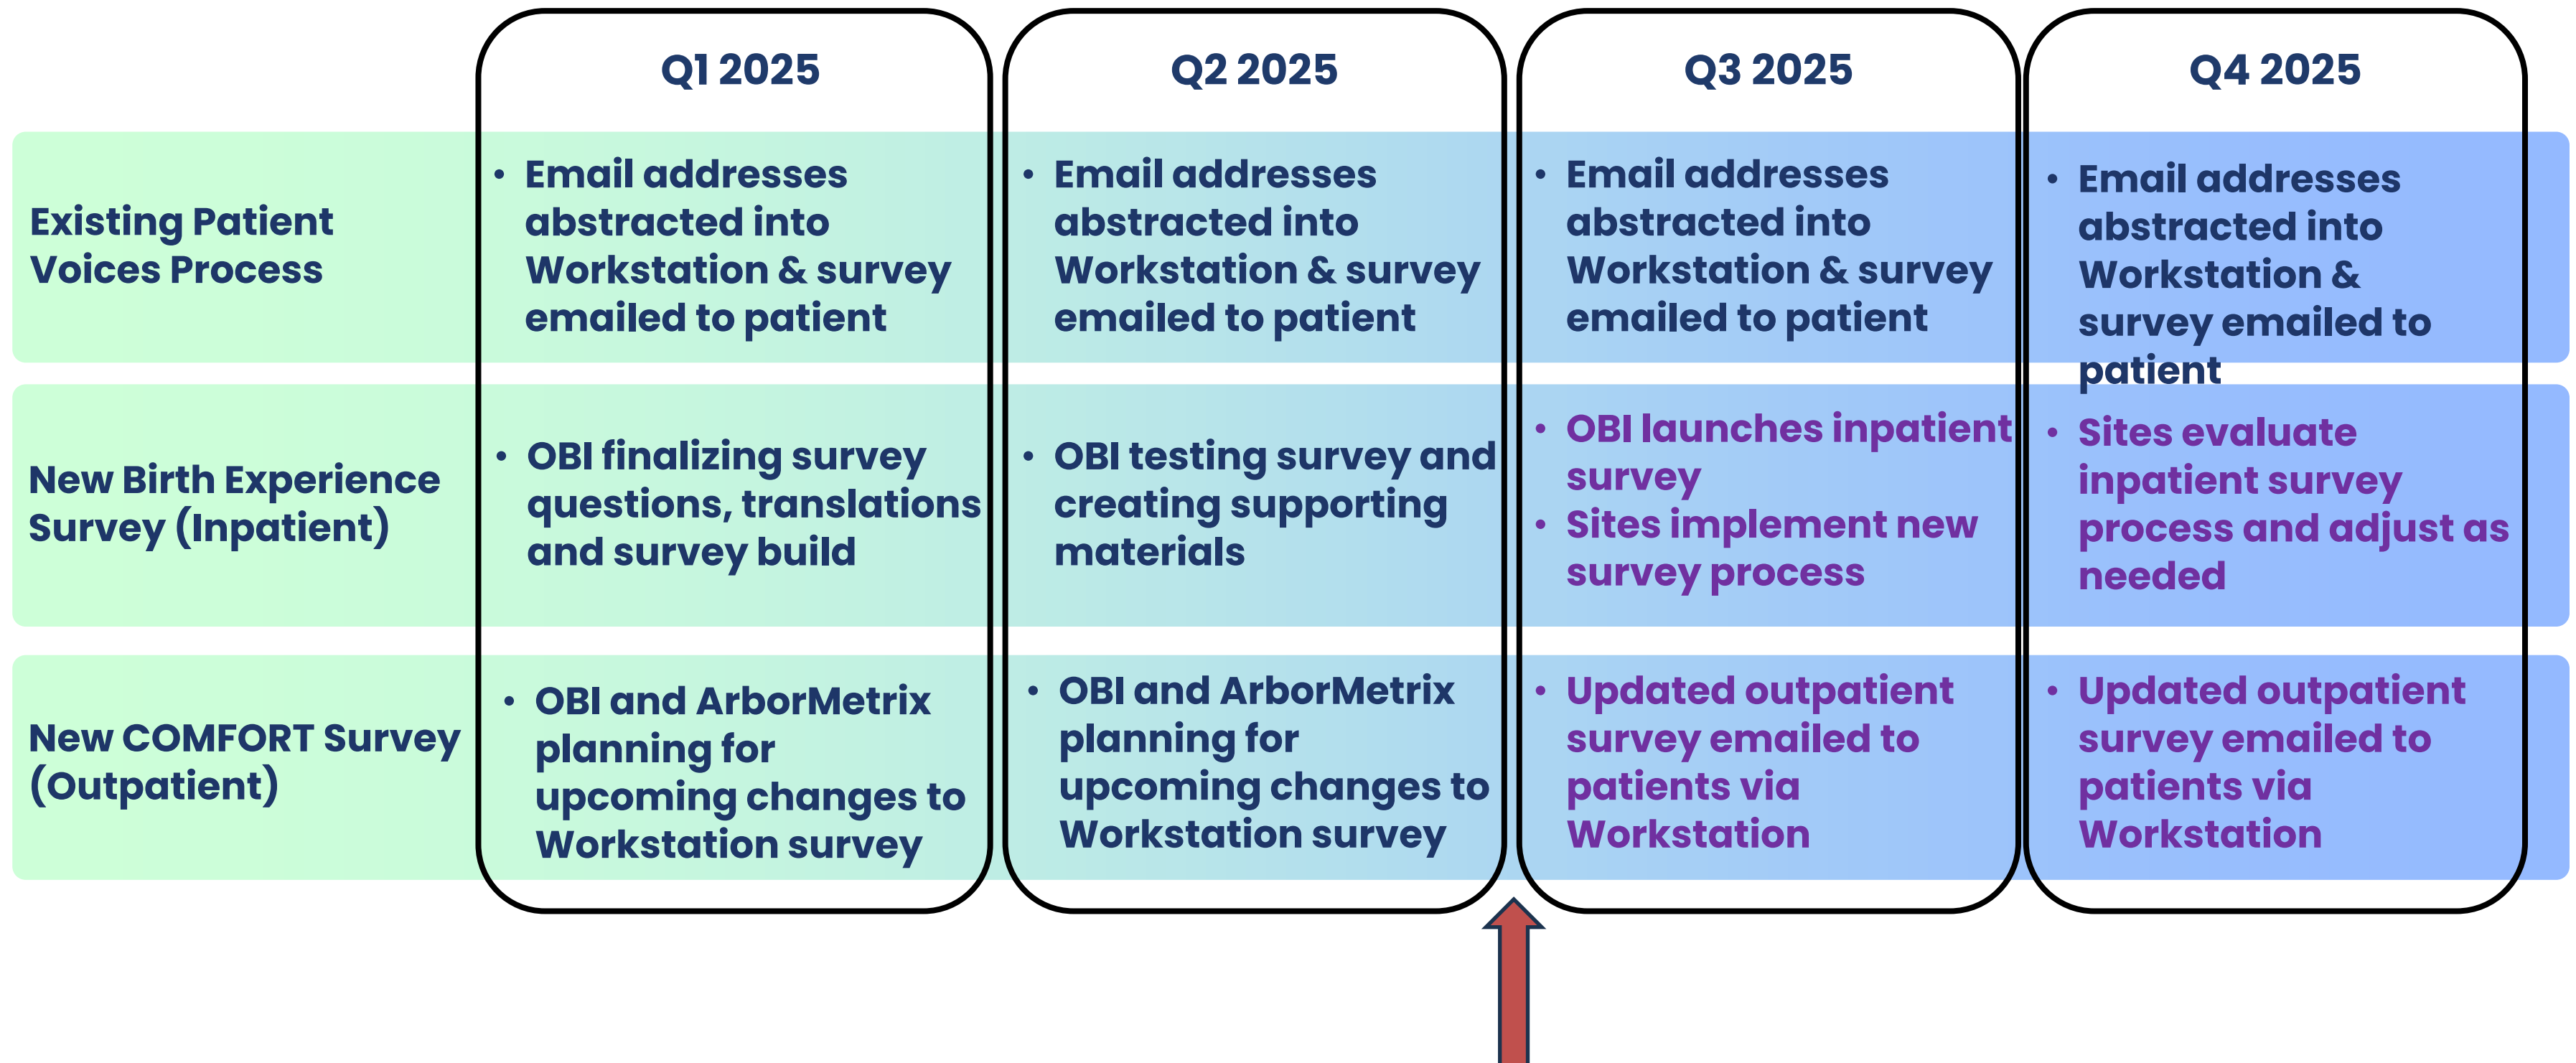 Q1 2025
Q2 2025
Q3 2025
Q4 2025
Existing Patient
Voices Process
• Email addresses
abstracted into
Workstation & survey
emailed to patient
• Email addresses
abstracted into
Workstation & survey
emailed to patient
• Email addresses
abstracted into
Workstation & survey
emailed to patient
• Email addresses
abstracted into
Workstation &
survey emailed to
patient
New Birth Experience
Survey (Inpatient)
• OBI finalizing survey
questions, translations
and survey build
• OBI testing survey and
creating supporting
materials
• OBI launches inpatient
survey
• Sites implement new
survey process
• Sites evaluate
inpatient survey
process and adjust as
needed
New COMFORT Survey
(Outpatient)
• OBI and ArborMetrix
planning for
upcoming changes to
Workstation survey
• OBI and ArborMetrix
planning for
upcoming changes to
Workstation survey
• Updated outpatient
survey emailed to
patients via
Workstation
• Updated outpatient
survey emailed to
patients via
Workstation